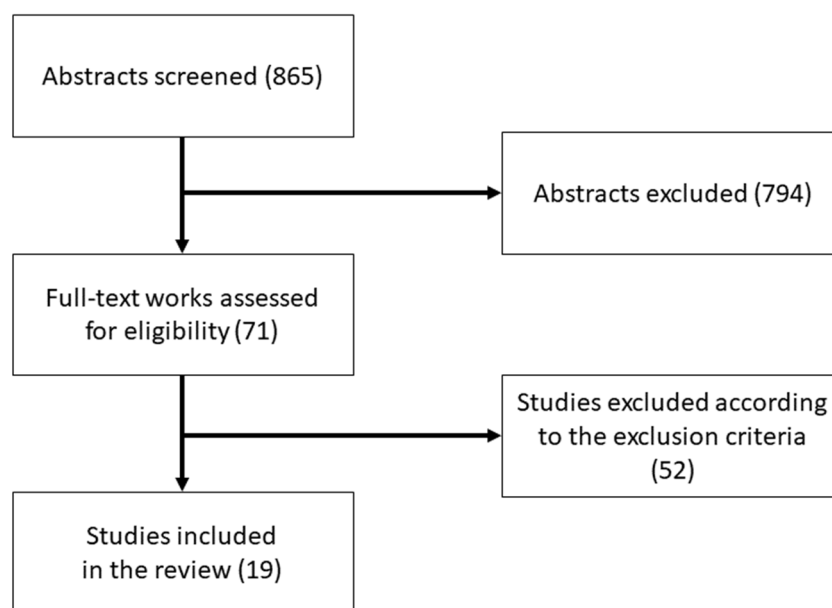 Abstracts screened (865)
Abstracts excluded (794)
Full-text works assessed
for eligibility (71)
Studies excluded according
to the exclusion criteria
(52)
Studies included
in the review (19)